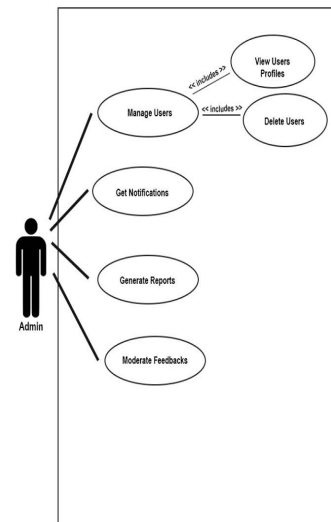 View Users
Profiles
<< includes >>
Manage Users
<< includes >>
Delete Users
Get Notifications
Generate Reports
Admin
Moderate Feedbacks